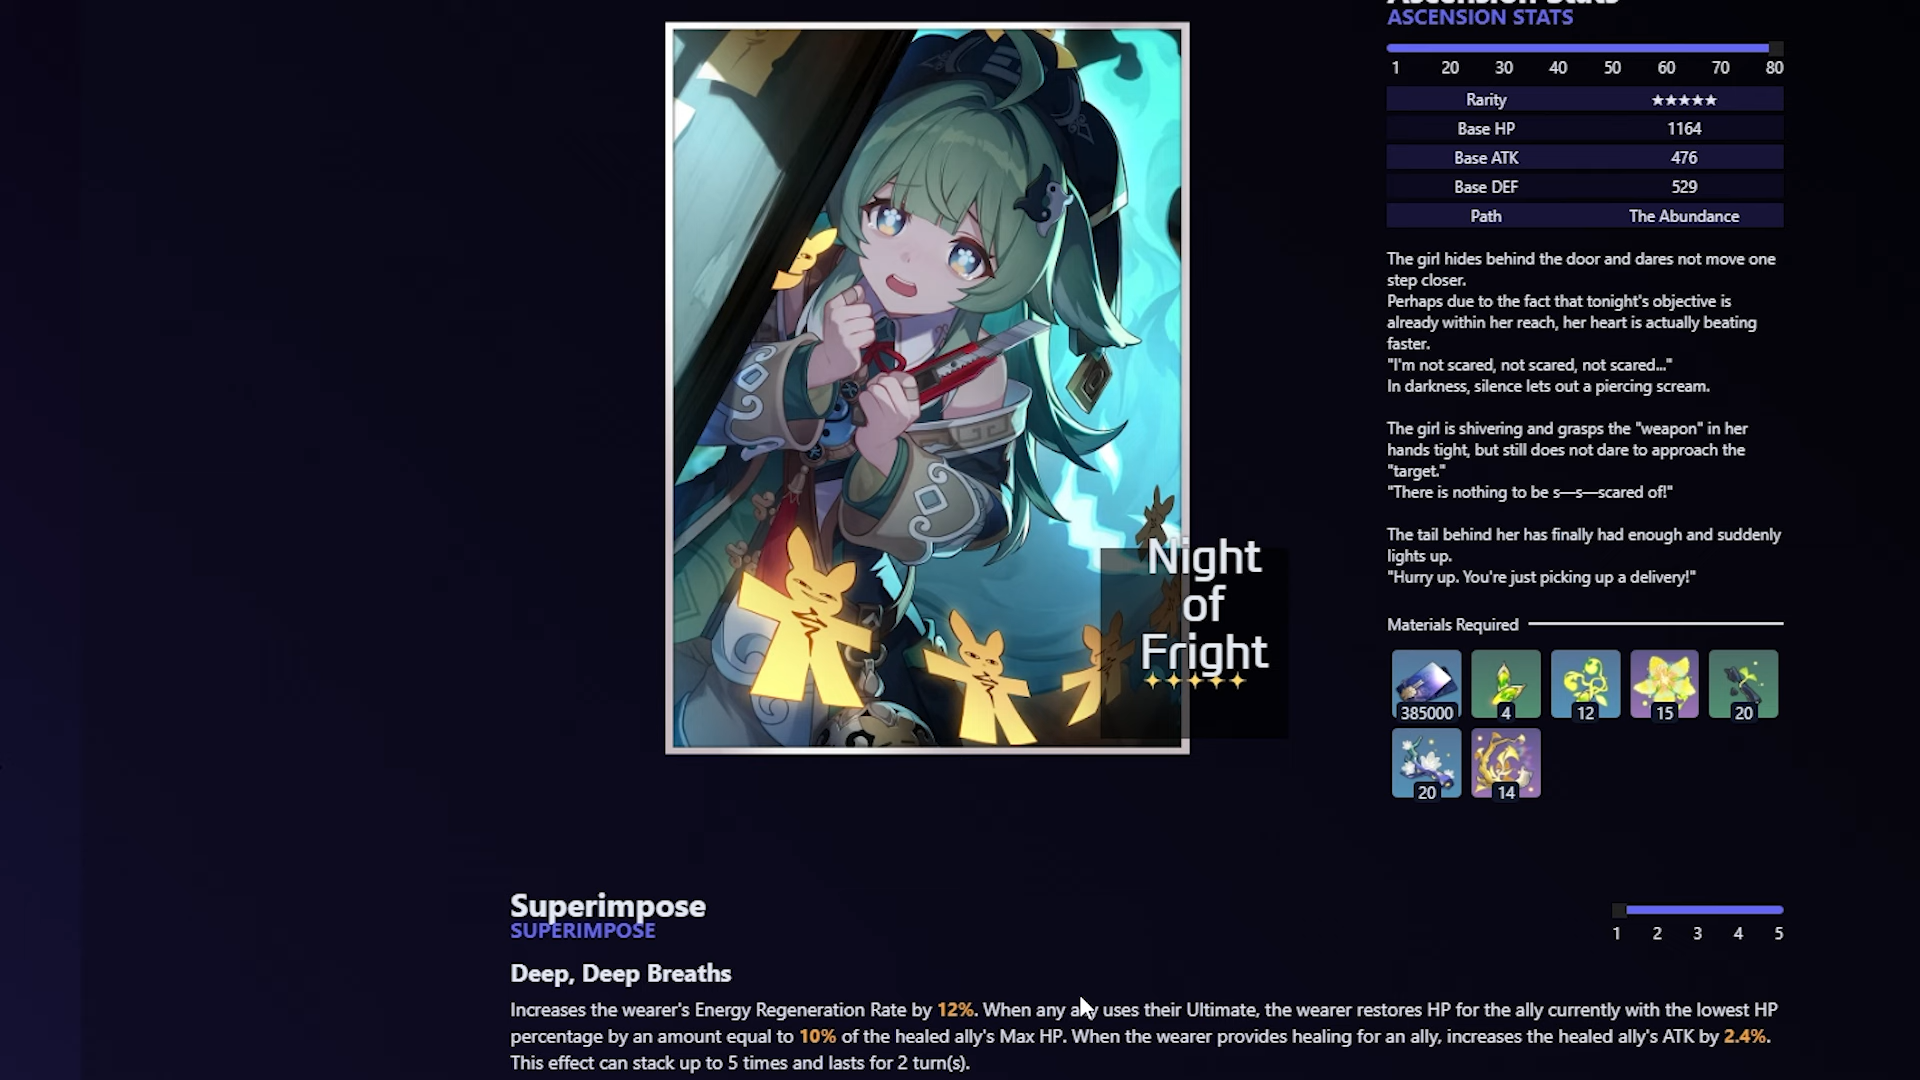 Ascension Stats
ASCENSION STATS
1 20 30 40 50 60 70 80
Rarity ★★★★★
Base HP 1164
Base ATK 476
Base DEF 529
Path The Abundance
The girl hides behind the door and dares not move one
step closer.
Perhaps due to the fact that tonight's objective is
already within her reach, her heart is actually beating
faster.
"I'm not scared, not scared, not scared..."
In darkness, silence lets out a piercing scream.
The girl is shivering and grasps the "weapon" in her
hands tight, but still does not dare to approach the
"target."
"There is nothing to be s—s—scared of!"
The tail behind her has finally had enough and suddenly
lights up.
"Hurry up. You're just picking up a delivery!"
Night
of
Fright
Materials Required
385000 4 12 15 20
20 14
Superimpose
SUPERIMPOSE
1 2 3 4 5
Deep, Deep Breaths
Increases the wearer's Energy Regeneration Rate by 12%. When any uses their Ultimate, the wearer restores HP for the ally currently with the lowest HP
percentage by an amount equal to 10% of the healed ally's Max HP. When the wearer provides healing for an ally, increases the healed ally's ATK by 2.4%.
This effect can stack up to 5 times and lasts for 2 turn(s).